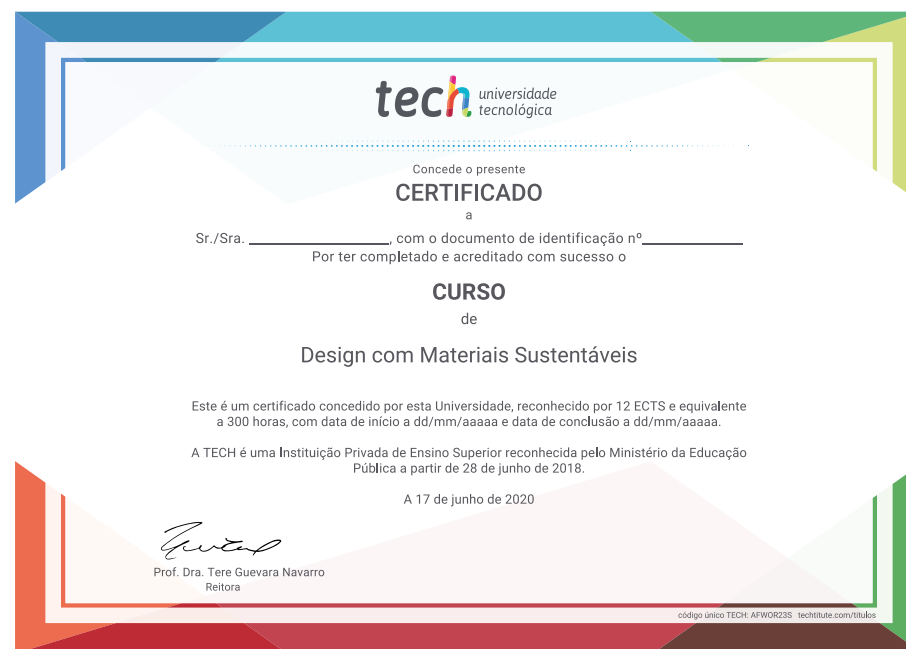 tech universidade
tecnológica
Concede o presente
CERTIFICADO
a
Sr./Sra. ________________, com o documento de identificação nº____________
Por ter completado e acreditado com sucesso o
CURSO
de
Design com Materiais Sustentáveis
Este é um certificado concedido por esta Universidade, reconhecido por 12 ECTS e equivalente
a 300 horas, com data de início a dd/mm/aaaaa e data de conclusão a dd/mm/aaaaa.
A TECH é uma Instituição Privada de Ensino Superior reconhecida pelo Ministério da Educação
Pública a partir de 28 de junho de 2018.
A 17 de junho de 2020
Prof. Dra. Tere Guevara Navarro
Reitora
código único TECH: AFWOR23S techtitute.com/titulos